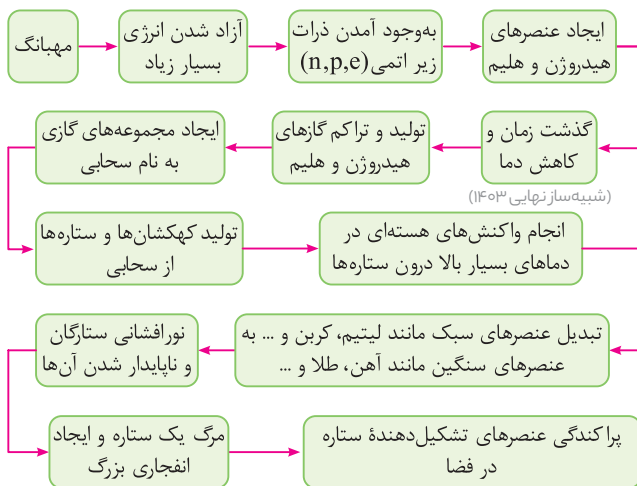 مهبانگ
آزاد شدن انرژی
بسیار زیاد
به‌وجود آمدن ذرات
زیر اتمی (n,p,e)
ایجاد عنصرهای
هیدروژن و هلیم
گذشت زمان و
کاهش دما
(شبیه‌ساز نهایی ۱۴۰۳)
تولید و تراکم گازهای
هیدروژن و هلیم
ایجاد مجموعه‌های گازی
به نام سحابی
تولید کهکشان‌ها و ستاره‌ها
از سحابی
انجام واکنش‌های هسته‌ای در
دماهای بسیار بالا درون ستاره‌ها
تبدیل عنصرهای سبک مانند لیتیم، کربن و ... به
عنصرهای سنگین مانند آهن، طلا و ...
نورافشانی ستارگان
و ناپایدار شدن آن‌ها
مرگ یک ستاره و ایجاد
انفجاری بزرگ
پراکندگی عنصرهای تشکیل‌دهندهٔ ستاره
در فضا